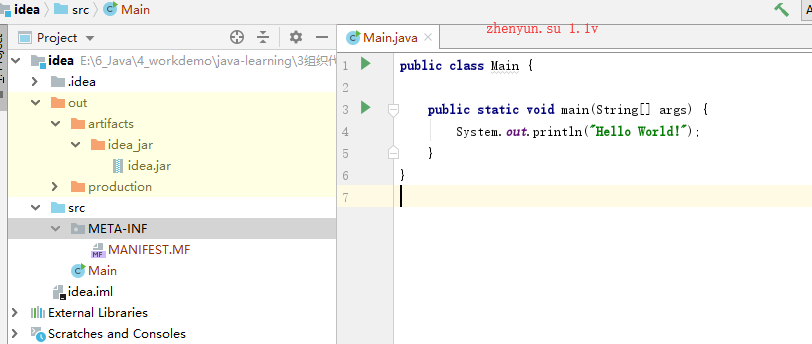 idea src Main
Project
Main.java
zhenyun.su 1.1v
idea E:\6_Java\4_workdemo\java-learning\3组织
.idea
out
artifacts
idea_jar
idea.jar
production
src
META-INF
MANIFEST.MF
Main
idea.iml
External Libraries
Scratches and Consoles
1 public class Main {
2
3 public static void main(String[] args) {
4 System.out.println("Hello World!");
5 }
6 }
7